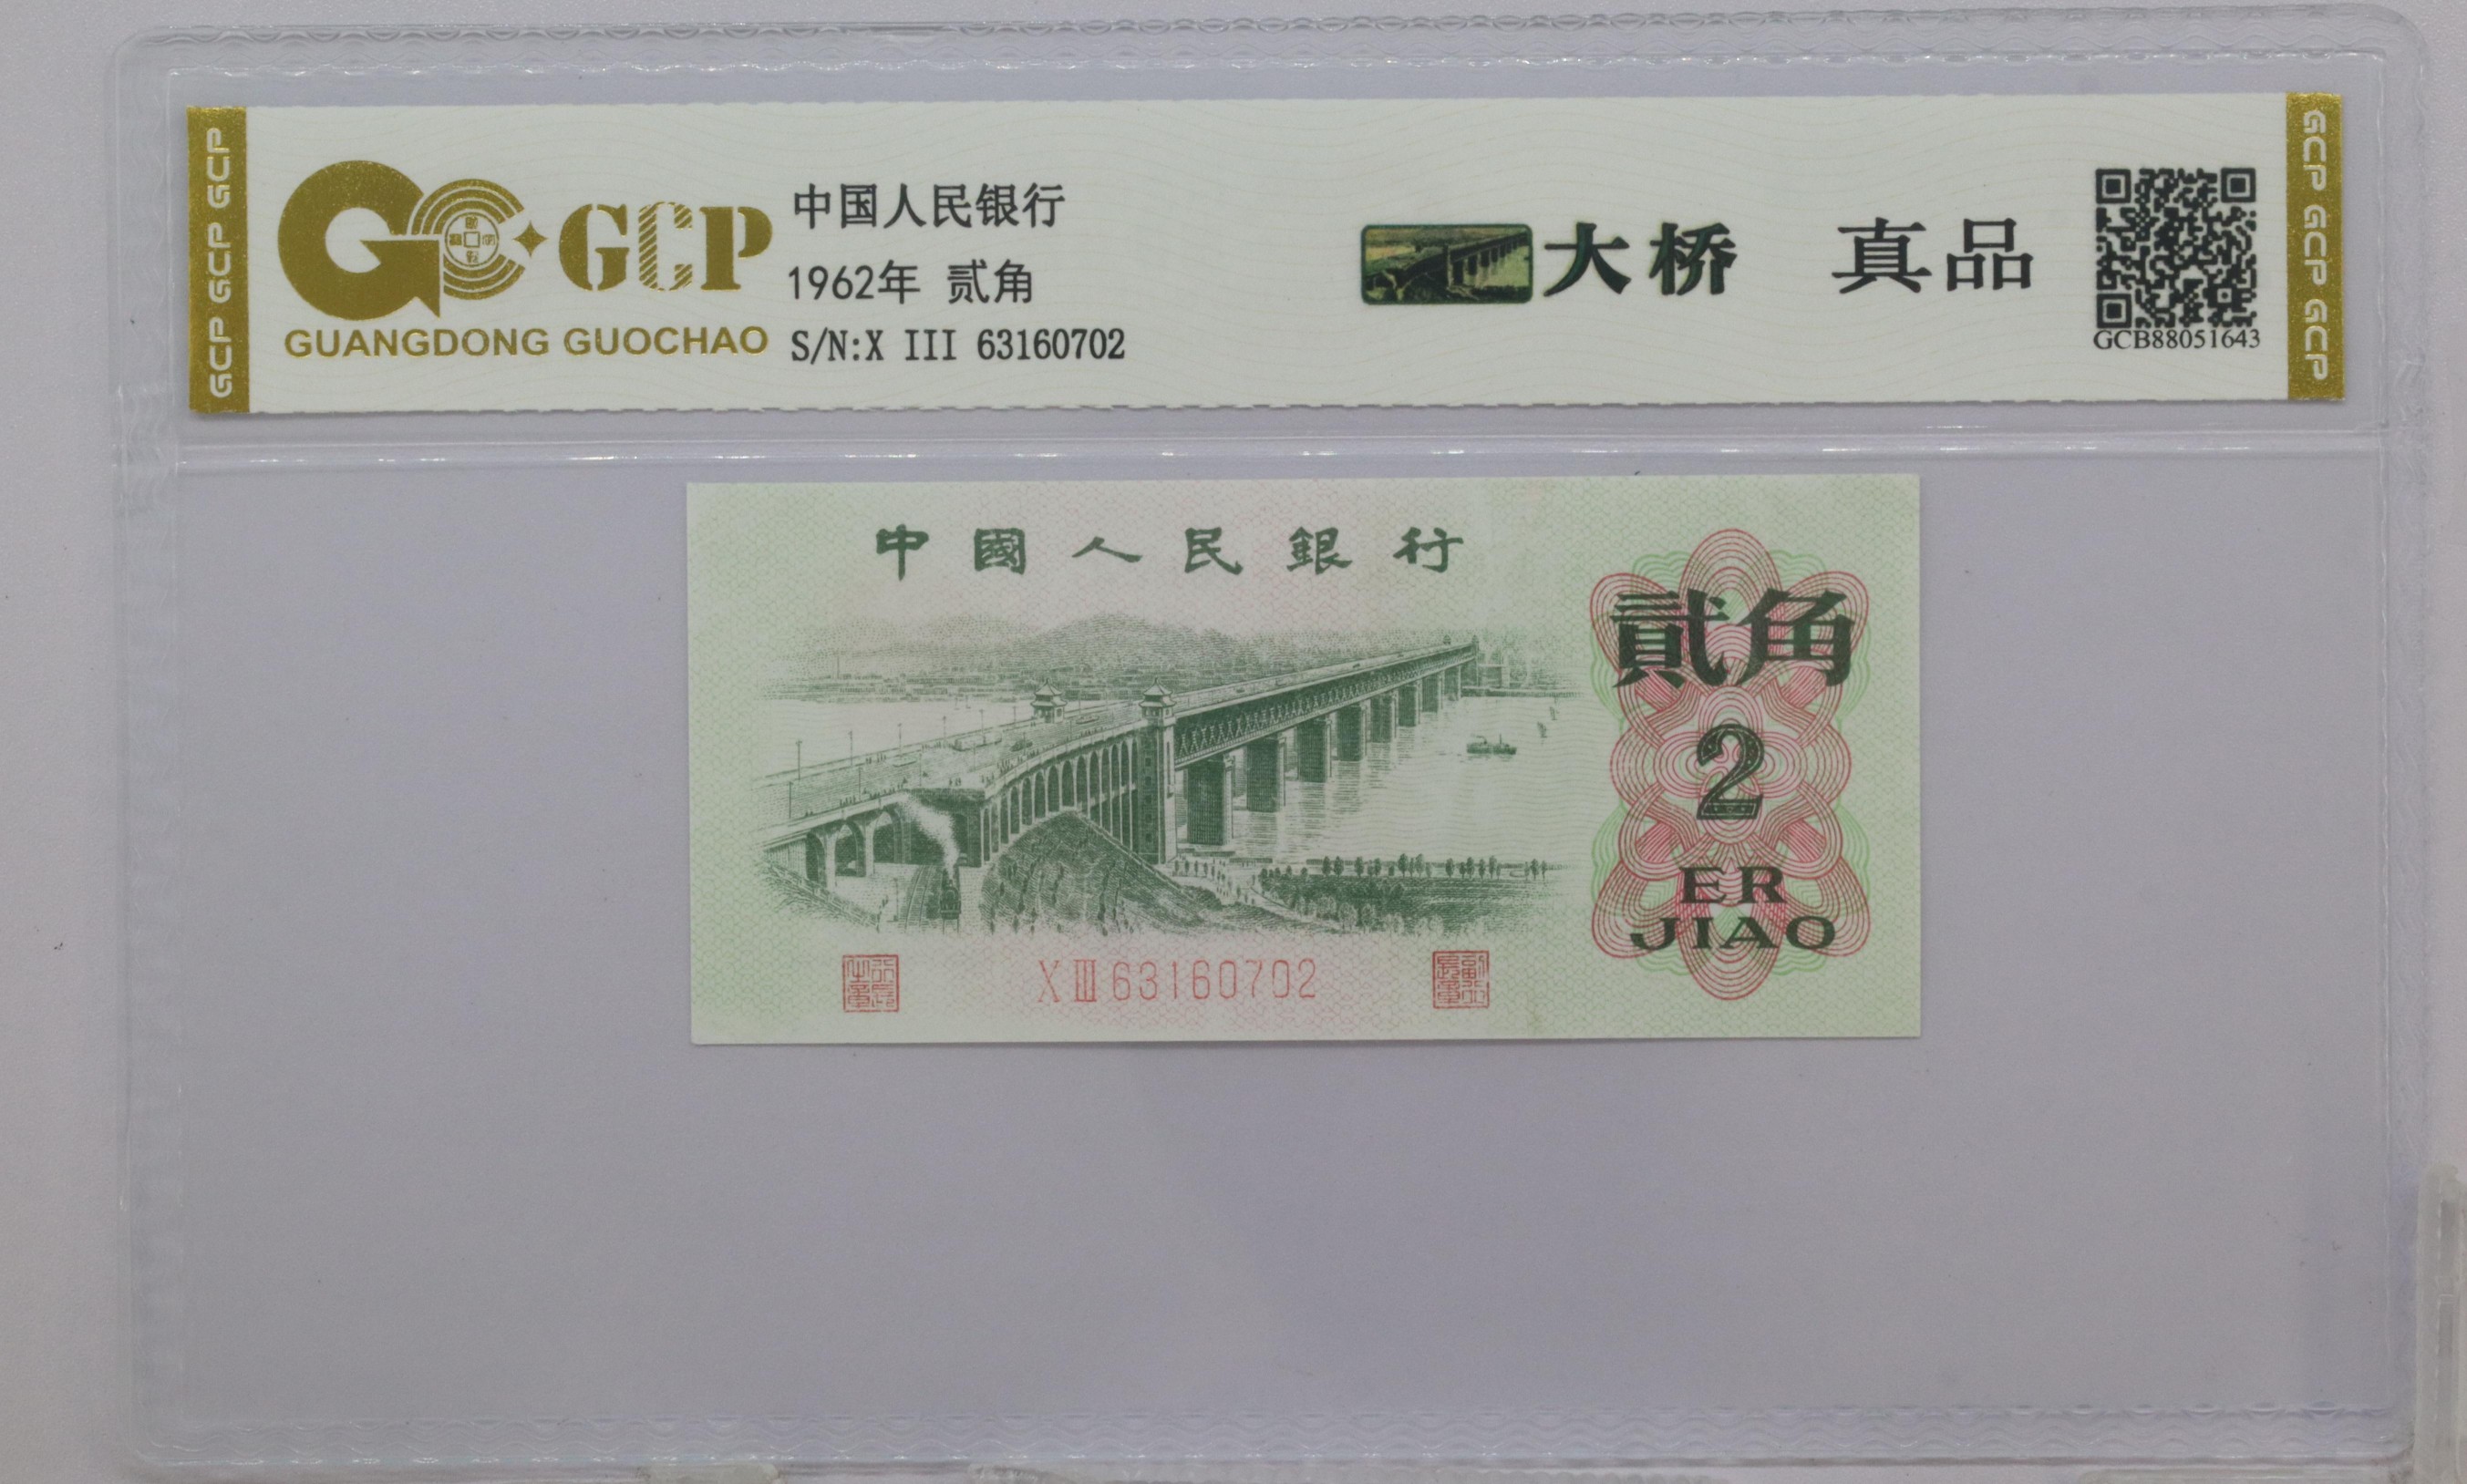 GCP GCP GCP
GCP
GUANGDONG GUOCHAO
中国人民银行
1962年 贰角
S/N:X III 63160702
大桥 真品
GCB88051643
GCP GCP GCP
中國人民銀行
貳角
2
ER
JIAO
X III 63160702